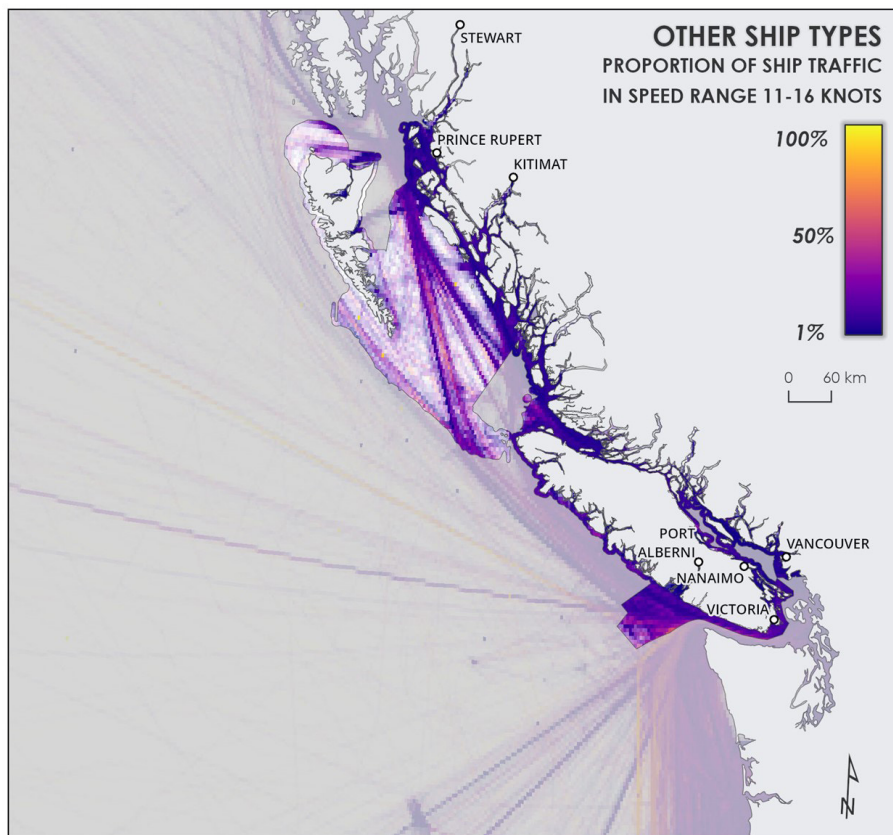 OTHER SHIP TYPES
PROPORTION OF SHIP TRAFFIC
IN SPEED RANGE 11-16 KNOTS
100%
50%
1%
0 60 km
STEWART
PRINCE RUPERT
KITIMAT
PORT
ALBERNI
VANCOUVER
NANAIMO
VICTORIA
N